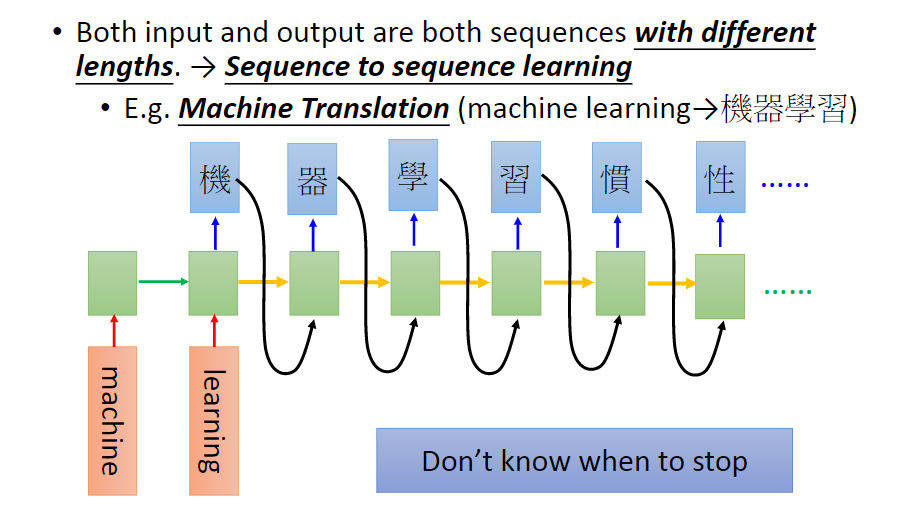 • Both input and output are both sequences with different
lengths. → Sequence to sequence learning
• E.g. Machine Translation (machine learning→機器學習)
機 器 學 習 慣 性 ……
……
machine
learning
Don’t know when to stop